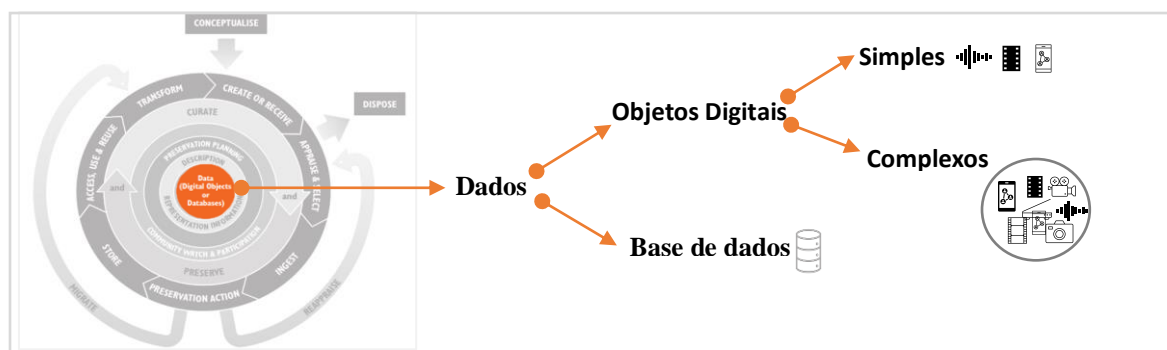 CONCEPTUALISE
TRANSFORM
CREATE OR RECEIVE
DISPOSE
CURATE
ACCESS, USE & REUSE
APPRAISE & SELECT
PRESERVATION PLANNING
DESCRIPTION
and
Data
(Digital Objects
or
Databases)
and
REPRESENTATION INFORMATION
COMMUNITY WATCH & PARTICIPATION
STORE
INGEST
PRESERVE
PRESERVATION ACTION
MIGRATE
REAPPRAISE
Dados
Objetos Digitais
Simples
Complexos
Base de dados